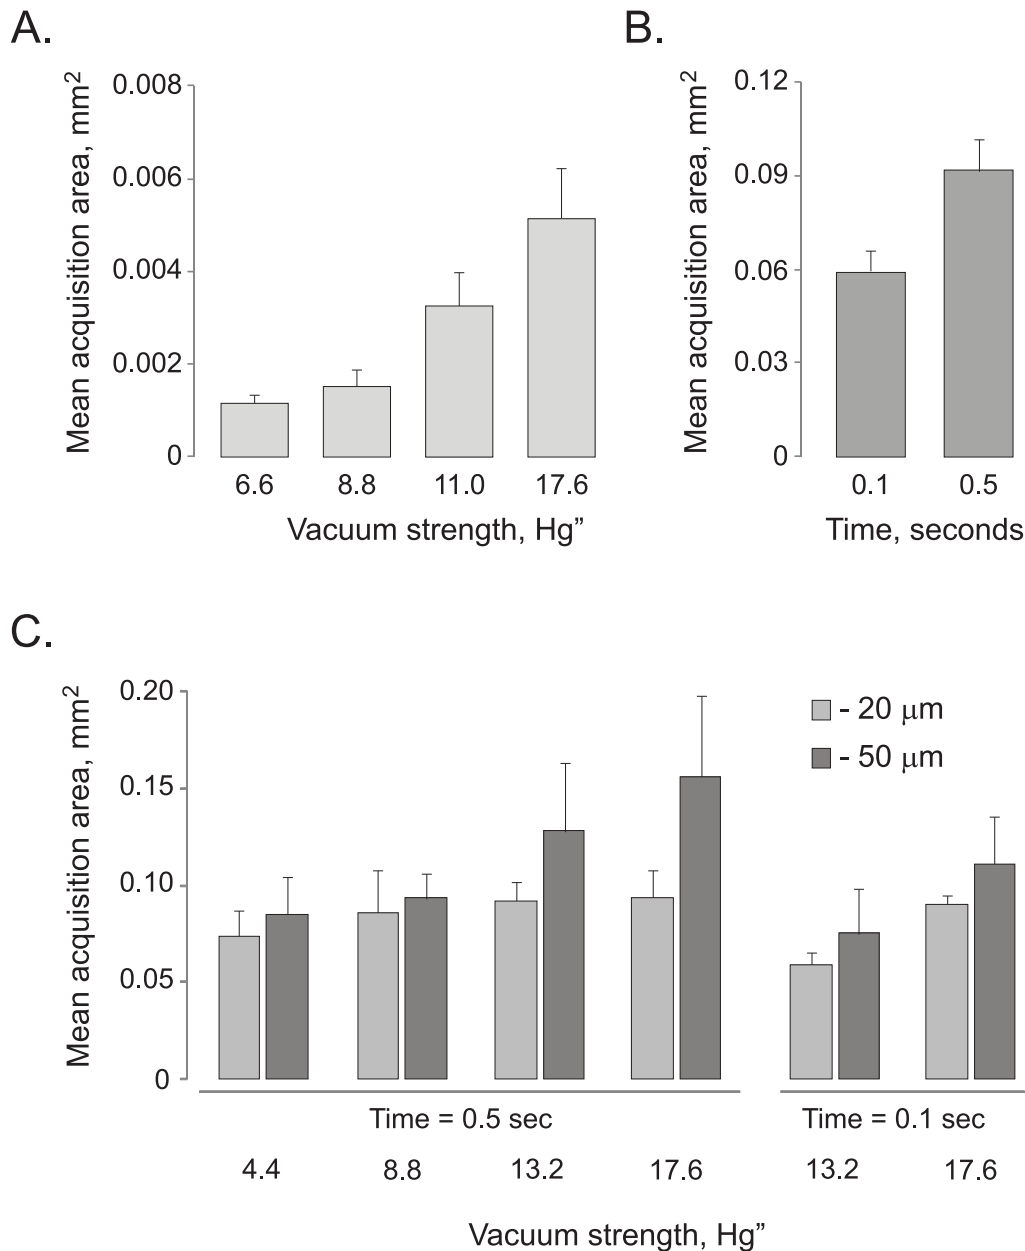 A.
Mean acquisition area, mm²
0.008
0.006
0.004
0.002
0
6.6 8.8 11.0 17.6
Vacuum strength, Hg”
B.
Mean acquisition area, mm²
0.12
0.09
0.06
0.03
0
0.1 0.5
Time, seconds
C.
Mean acquisition area, mm²
0.20
0.15
0.10
0.05
0
- 20 μm
- 50 μm
Time = 0.5 sec Time = 0.1 sec
4.4 8.8 13.2 17.6 13.2 17.6
Vacuum strength, Hg”